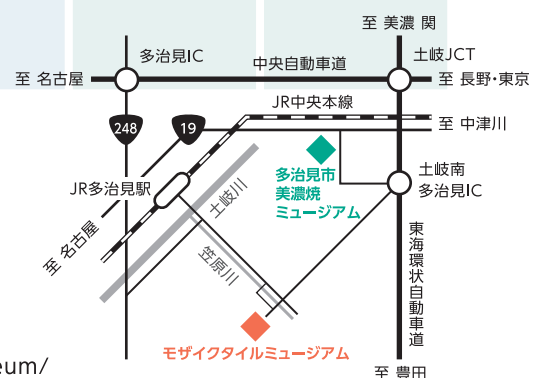 至 美濃 関
多治見IC
土岐JCT
中央自動車道
至 名古屋
至 長野・東京
JR中央本線
248
19
至 中津川
多治見市
美濃焼
ミュージアム
土岐南
多治見IC
JR多治見駅
土岐川
至 名古屋
笠原川
東海環状自動車道
モザイクタイルミュージアム
eum/
至 豊田